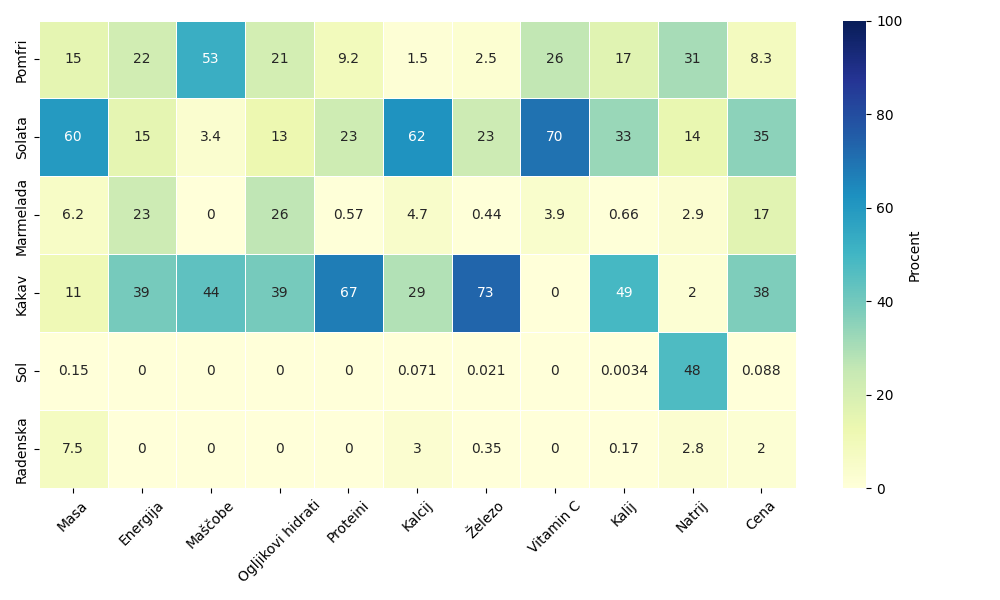 Pomfri 15 22 53 21 9.2 1.5 2.5 26 17 31 8.3
Solata 60 15 3.4 13 23 62 23 70 33 14 35
Marmelada 6.2 23 0 26 0.57 4.7 0.44 3.9 0.66 2.9 17
Kakav 11 39 44 39 67 29 73 0 49 2 38
Sol 0.15 0 0 0 0 0.071 0.021 0 0.0034 48 0.088
Radenska 7.5 0 0 0 0 3 0.35 0 0.17 2.8 2
Masa Energija Maščobe Ogljikovi hidrati Proteini Kalcij Železo Vitamin C Kalij Natrij Cena
100
80
60
40
20
0
Procent